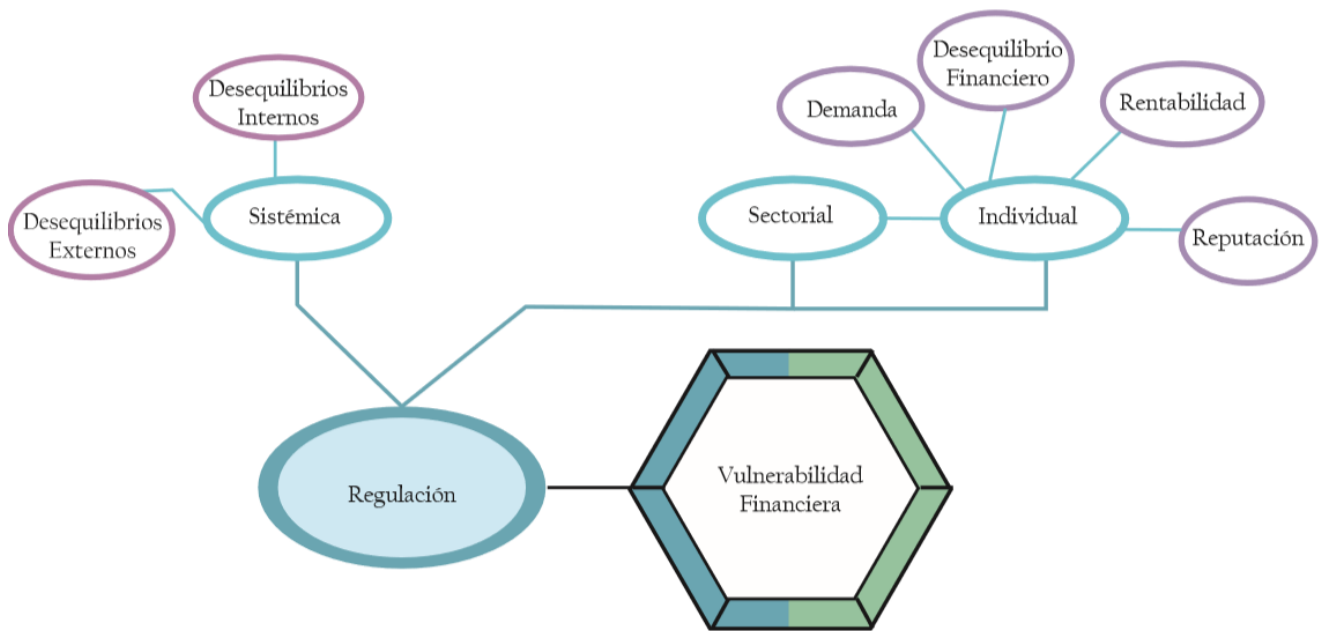 Desequilibrios
Internos
Desequilibrios
Externos
Sistémica
Demanda
Desequilibrio
Financiero
Rentabilidad
Sectorial
Individual
Reputación
Regulación
Vulnerabilidad
Financiera